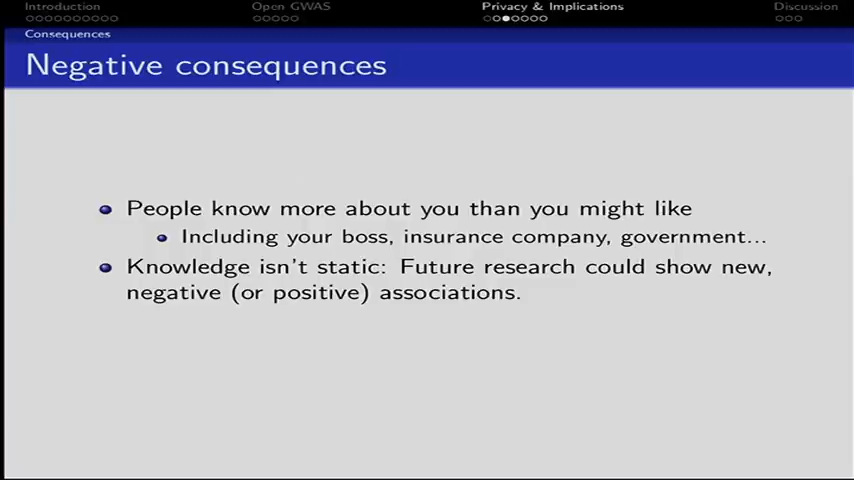 Introduction Open GWAS Privacy & Implications Discussion
Consequences
Negative consequences
People know more about you than you might like
Including your boss, insurance company, government...
Knowledge isn't static: Future research could show new,
negative (or positive) associations.